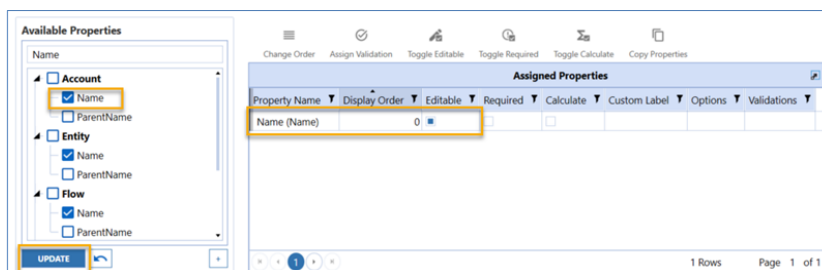 Available Properties
Name
Account
Name
ParentName
Entity
Name
ParentName
Flow
Name
ParentName
UPDATE
+
Change Order Assign Validation Toggle Editable Toggle Required Toggle Calculate Copy Properties
Assigned Properties
Property Name Display Order Editable Required Calculate Custom Label Options Validations
Name (Name) 0
1 1 Rows Page 1 of 1